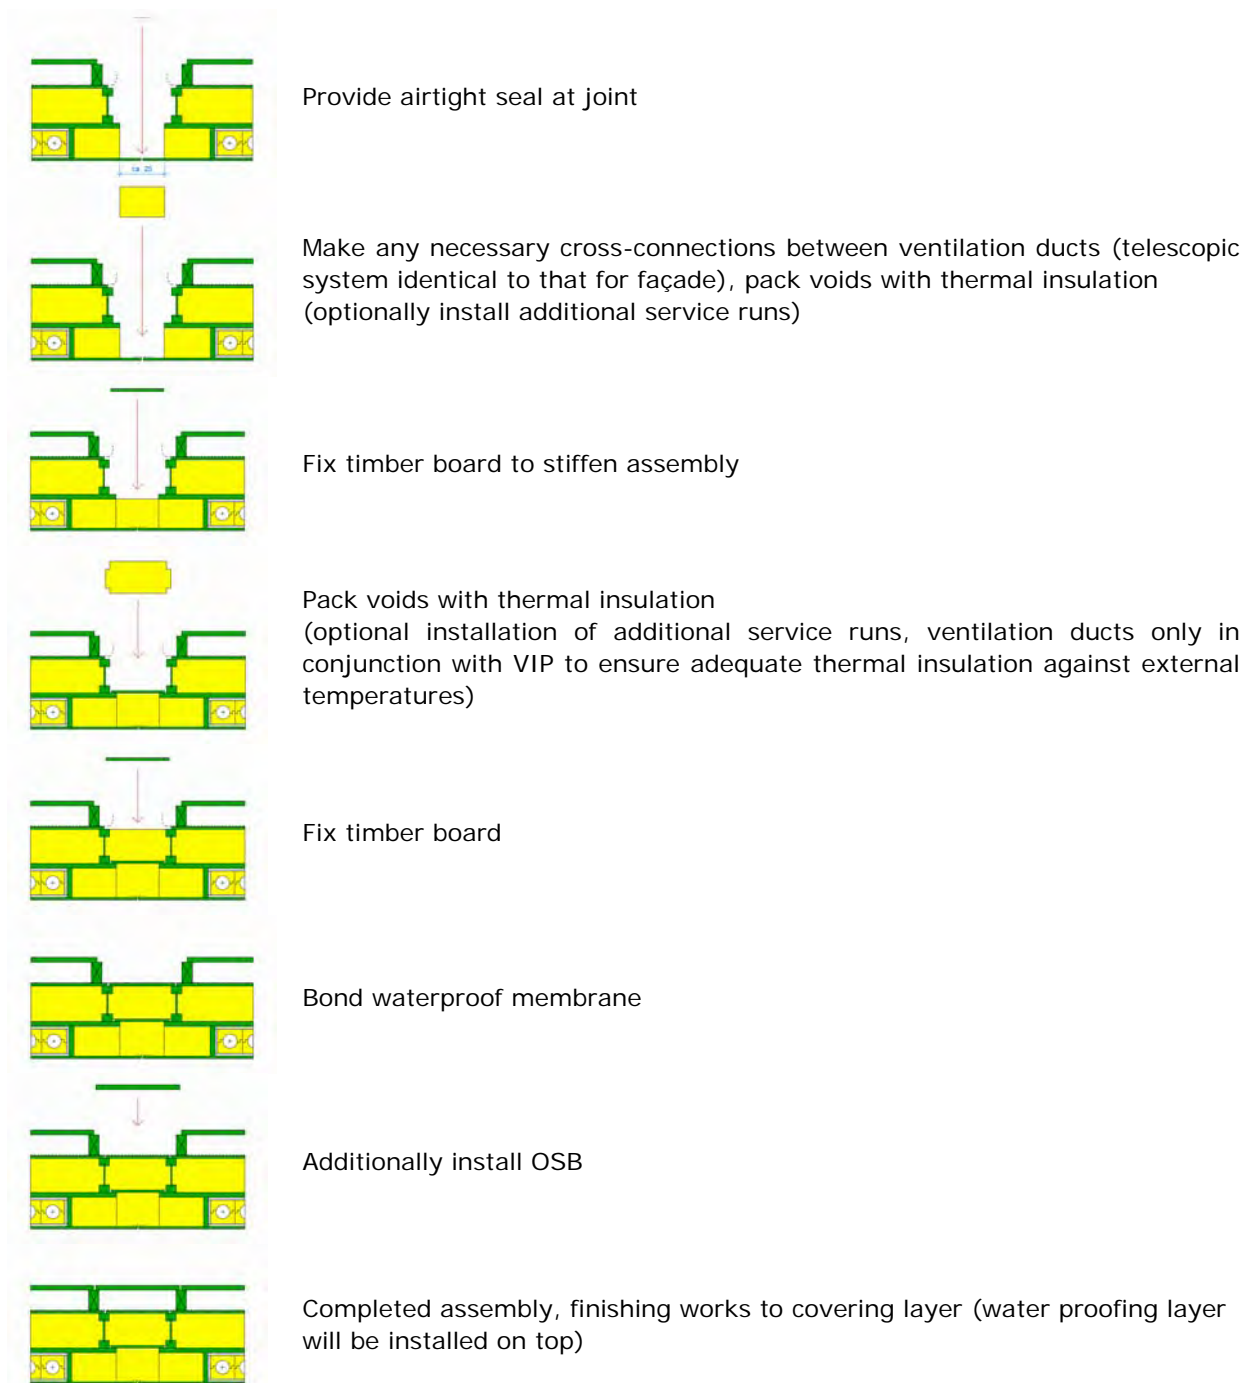 Provide airtight seal at joint
ca. 25
Make any necessary cross-connections between ventilation ducts (telescopic
system identical to that for façade), pack voids with thermal insulation
(optionally install additional service runs)
Fix timber board to stiffen assembly
Pack voids with thermal insulation
(optional installation of additional service runs, ventilation ducts only in
conjunction with VIP to ensure adequate thermal insulation against external
temperatures)
Fix timber board
Bond waterproof membrane
Additionally install OSB
Completed assembly, finishing works to covering layer (water proofing layer
will be installed on top)